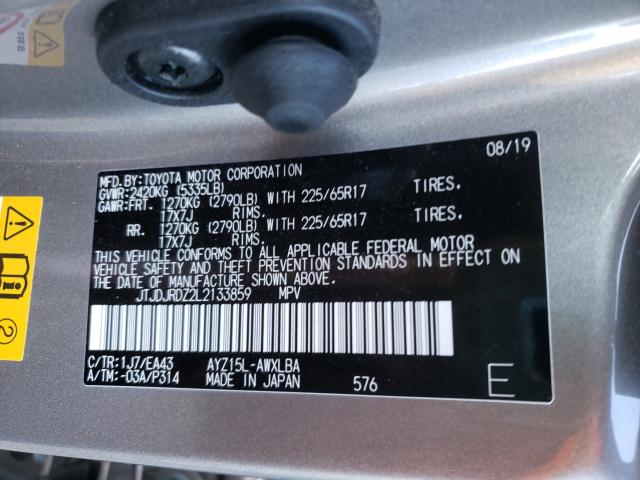 08/19
MFD.BY:TOYOTA MOTOR CORPORATION
GVWR:2420KG (5335LB)
GAWR:FRT. 1270KG (2790LB) WITH 225/65R17 TIRES.
17X7J RIMS.
RR. 1270KG (2790LB) WITH 225/65R17 TIRES.
17X7J RIMS.
THIS VEHICLE CONFORMS TO ALL APPLICABLE FEDERAL MOTOR
VEHICLE SAFETY AND THEFT PREVENTION STANDARDS IN EFFECT
ON THE DATE OF MANUFACTURE SHOWN ABOVE.
JTJDJRDZ2L2133859 MPV
C/TR:1J7/EA43 AYZ15L-AWXLBA
A/TM:-03A/P314 MADE IN JAPAN 576 E